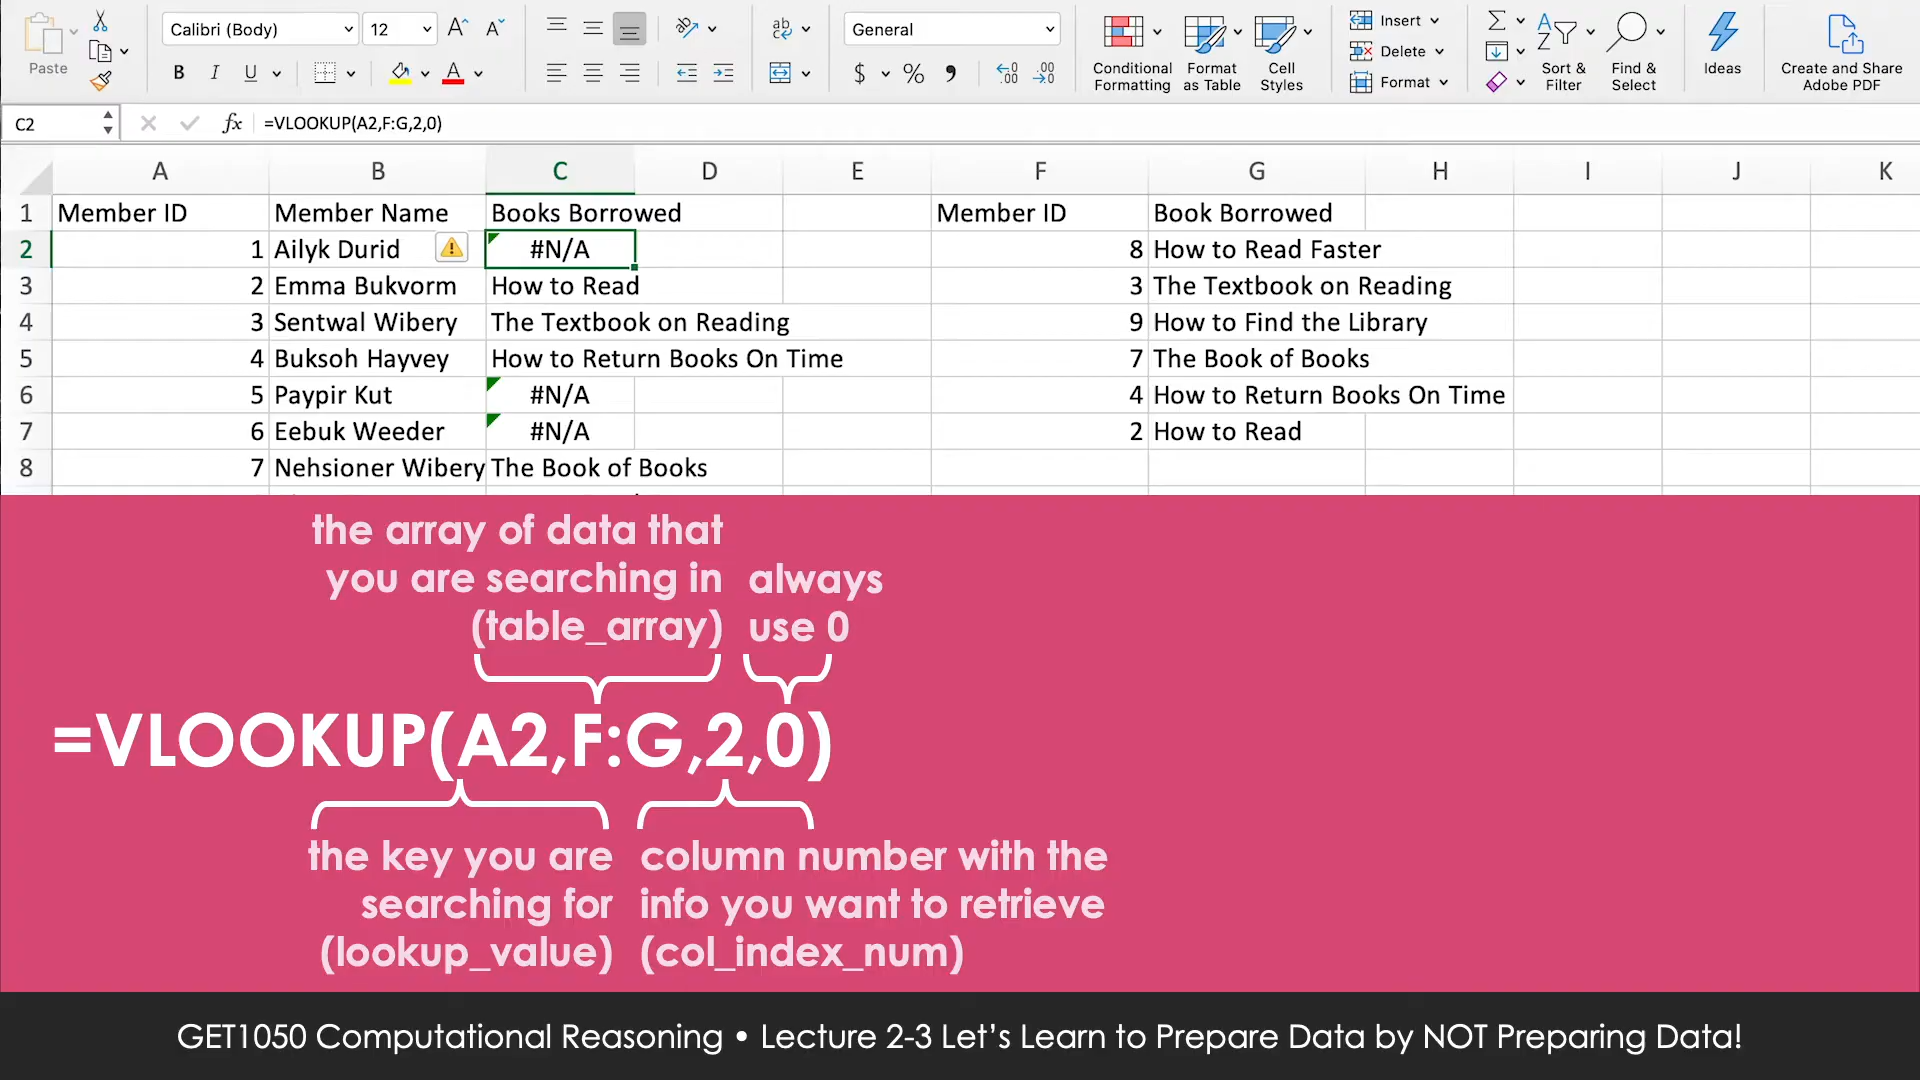 Calibri (Body) 12 General Insert
Paste B I U A $ % Conditional Formatting Format as Table Cell Styles Delete Format Sort & Filter Find & Select Ideas Create and Share Adobe PDF
C2 fx =VLOOKUP(A2,F:G,2,0)
A B C D E F G H I J K
1 Member ID Member Name Books Borrowed Member ID Book Borrowed
2 1 Ailyk Durid #N/A 8 How to Read Faster
3 2 Emma Bukvorm How to Read 3 The Textbook on Reading
4 3 Sentwal Wibery The Textbook on Reading 9 How to Find the Library
5 4 Buksoh Hayvey How to Return Books On Time 7 The Book of Books
6 5 Paypir Kut #N/A 4 How to Return Books On Time
7 6 Eebuk Weeder #N/A 2 How to Read
8 7 Nehsioner Wibery The Book of Books
the array of data that
you are searching in always
(table_array) use 0
=VLOOKUP(A2,F:G,2,0)
the key you are column number with the
searching for info you want to retrieve
(lookup_value) (col_index_num)
GET1050 Computational Reasoning • Lecture 2-3 Let’s Learn to Prepare Data by NOT Preparing Data!